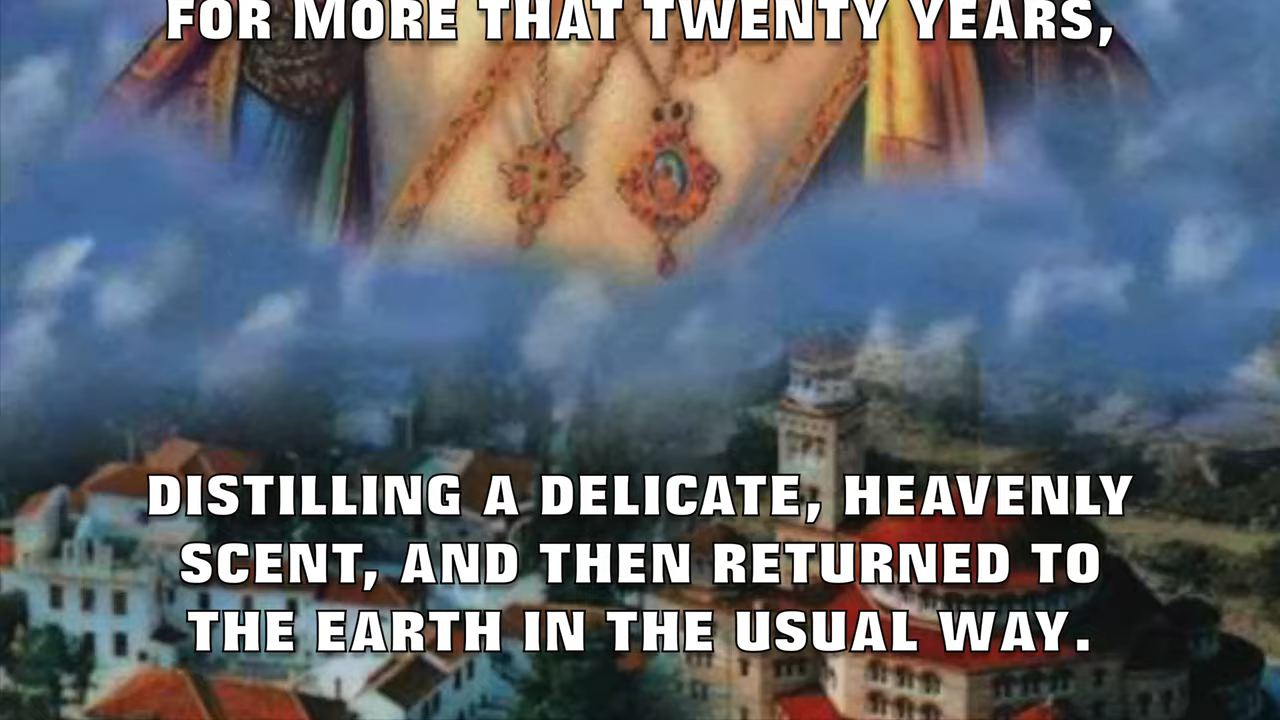 FOR MORE THAT TWENTY YEARS,
DISTILLING A DELICATE, HEAVENLY
SCENT, AND THEN RETURNED TO
THE EARTH IN THE USUAL WAY.